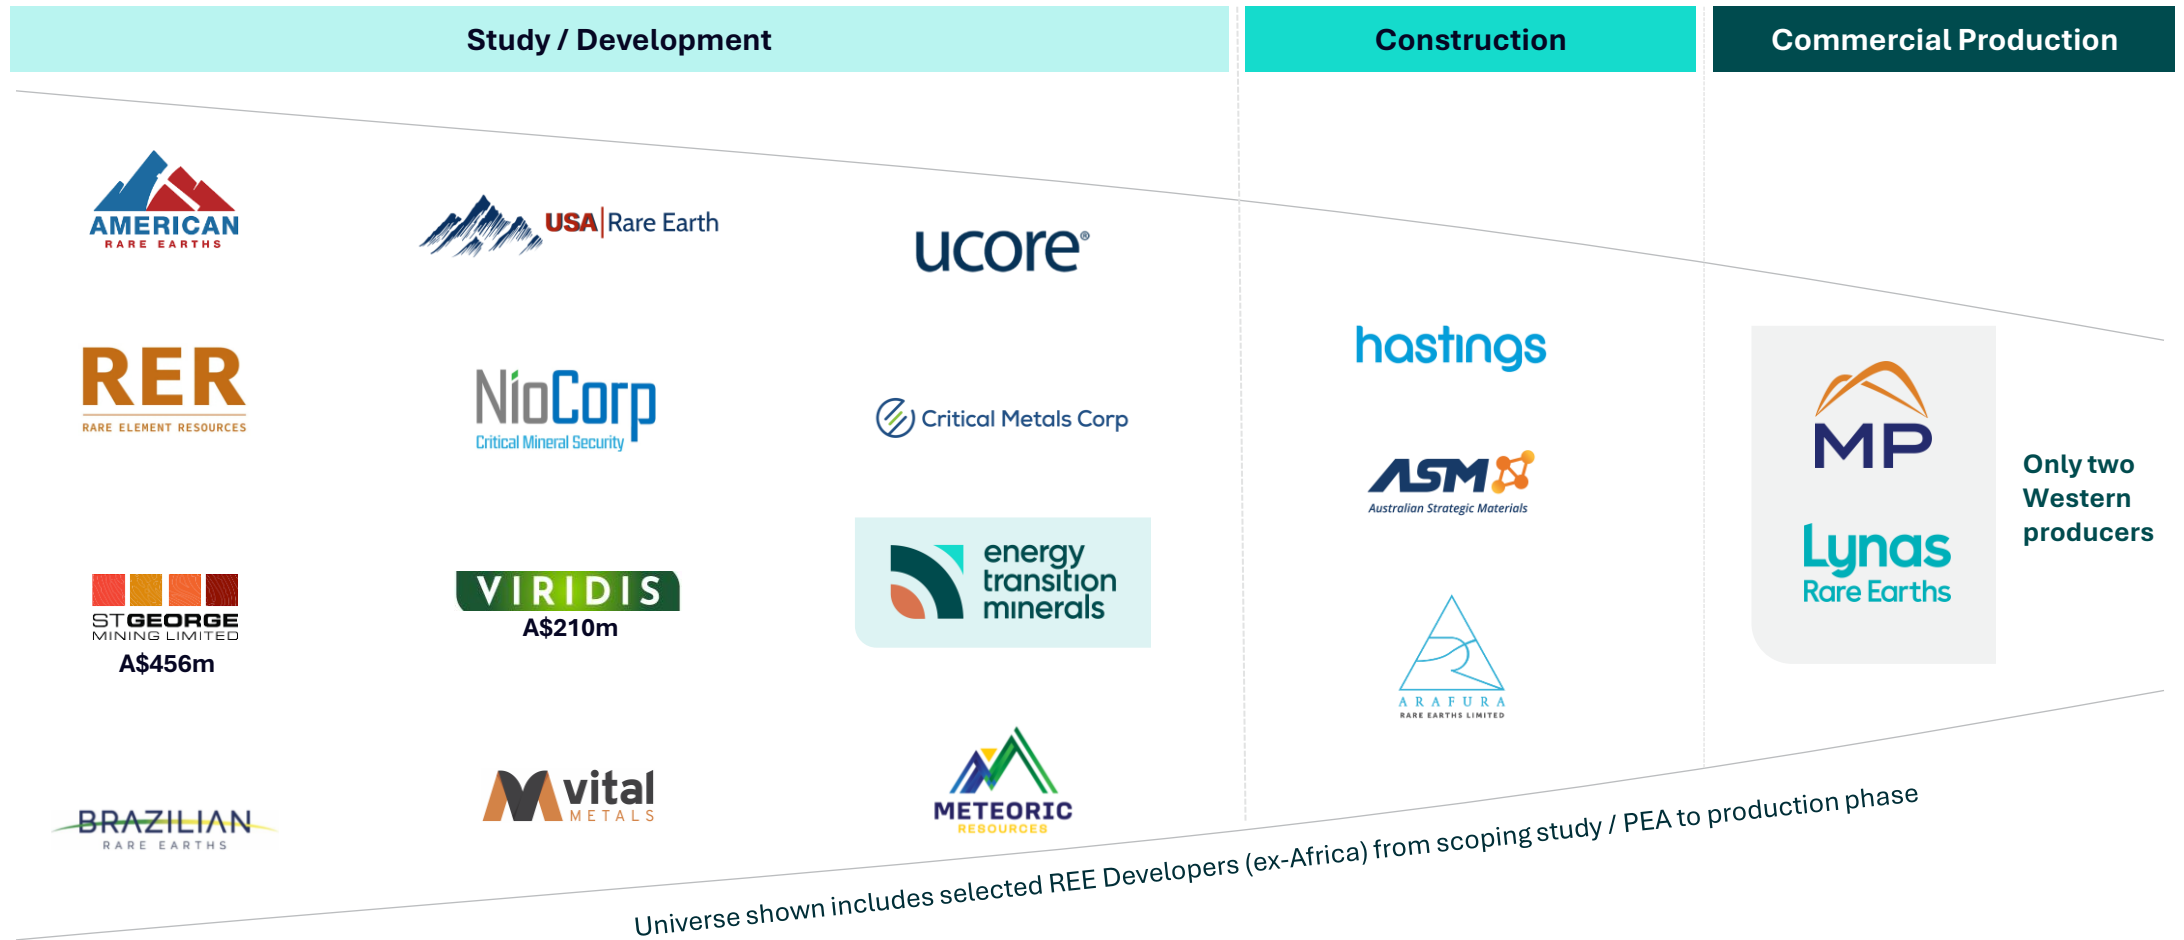 Study / Development
Construction
Commercial Production
AMERICAN
RARE EARTHS
USA|Rare Earth
ucore®
RER
RARE ELEMENT RESOURCES
NioCorp
Critical Mineral Security
Critical Metals Corp
STGEORGE
MINING LIMITED
A$456m
VIRIDIS
A$210m
energy
transition
minerals
BRAZILIAN
RARE EARTHS
vital
METALS
METEORIC
RESOURCES
hastings
ASM
Australian Strategic Materials
ARAFURA
RARE EARTHS LIMITED
MP
Lynas
Rare Earths
Only two
Western
producers
Universe shown includes selected REE Developers (ex-Africa) from scoping study / PEA to production phase